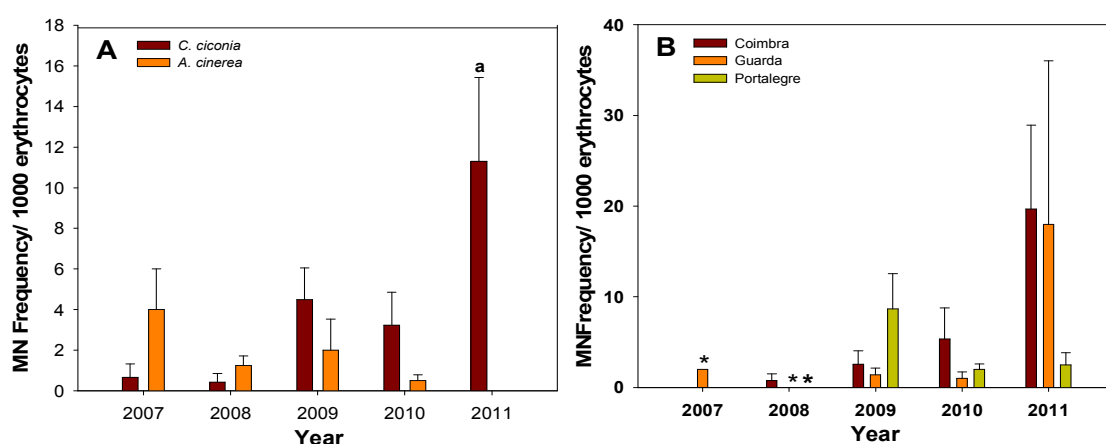 A
C. ciconia
A. cinerea
a
MN Frequency/ 1000 erythrocytes
18
16
14
12
10
8
6
4
2
0
2007 2008 2009 2010 2011
Year
B
Coimbra
Guarda
Portalegre
MNFrequency/ 1000 erythrocytes
40
30
20
10
0
*
* *
2007 2008 2009 2010 2011
Year